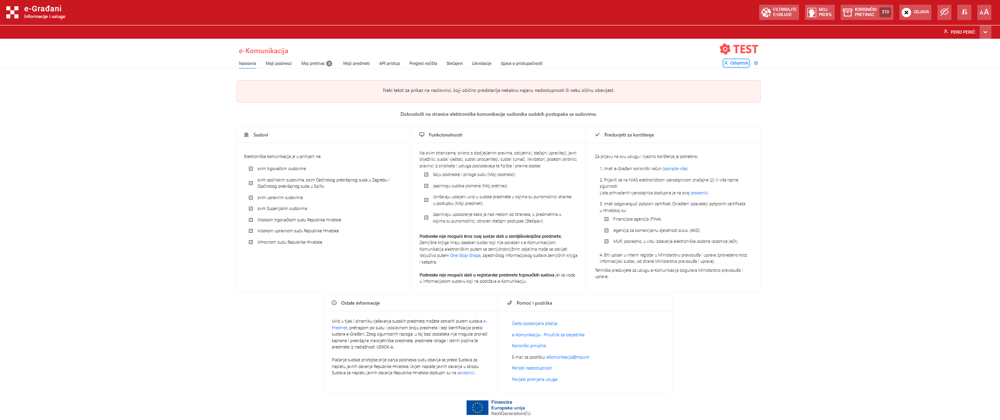 e-Građani
Informacije i usluge
FILTRIRAJTE
E-USLUGE
MOJ
PROFIL
KORISNIČKI
PRETINAC
210
ODJAVA
AA
PERO PERIĆ
e-Komunikacija
TEST
Naslovna Moji podnesci Moj pretinac 0 Moji predmeti API pristup Pregled ročišta Stečajevi Likvidacije Izjava o pristupačnosti
Odvjetnik
Neki tekst za prikaz na naslovnici, koji obično predstavlja nekakvu najavu nedostupnosti ili neku sličnu obavijest.
Dobrodošli na stranice elektroničke komunikacije sudionika sudskih postupaka sa sudovima.
Sudovi
Elektronička komunikacija je u primjeni na:
svim trgovačkim sudovima
svim općinskim sudovima, osim Općinskog prekršajnog suda u Zagrebu i
Općinskog prekršajnog suda u Splitu
svim upravnim sudovima
svim županijskim sudovima
Visokom trgovačkom sudu Republike hrvatske
Visokom upravnom sudu Republike Hrvatske
Vrhovnom sudu Republike Hrvatske
Funkcionalnosti
Na ovim stranicama, ovisno o dodijeljenim pravima, odvjetnici, stečajni upravitelji, javni
bilježnici, sudski vještaci, sudski procjenitelji, sudski tumači, likvidatori, posebni skrbnici,
pravnici iz sindikata i udruga poslodavaca te fizičke i pravne osobe:
šalju podneske i priloge sudu (Moji podnesci)
zaprimaju sudska pismena (Moj pretinac)
izvršavaju udaljeni uvid u sudske predmete u kojima su punomoćnici stranke
u postupku (Moji predmeti)
zaprimaju upozorenje kako je nad nekom od stranaka, u predmetima u
kojima su punomoćnici, otvoren stečajni postupak (Stečajevi)
Podneske nije moguće kroz ovaj sustav slati u zemljišnoknjižne predmete.
Zemljišne knjige imaju zaseban sustav koji nije povezan s e-Komunikacijom.
Komunikacija elektroničkim putem sa zemljišnoknjižnim odjelima može se odvijati
isključivo putem One-Stop-Shopa, zajedničkog informacijskog sustava zemljišnih knjiga
i katastra.
Podneske nije moguće slati u registarske predmete trgovačkih sudova jer se vode
u informacijskom sustavu koji ne podržava e-Komunikaciju.
Preduvjeti za korištenje
Za prijavu na ovu uslugu i njezino korištenje je potrebno:
1. Imati e-Građani korisnički račun (saznajte više)
2. Prijaviti se na NIAS elektroničkom vjerodajnicom značajne (2) ili više razine
sigurnosti
Lista prihvaćenih vjerodajnica dostupna je na ovoj poveznici.
3. Imati odgovarajući potpisni certifikat. Ovlašteni izdavatelji potpisnih certifikata
u Hrvatskoj su:
Financijska agencija (FINA)
Agencija za komercijalnu djelatnost d.o.o. (AKD)
MUP, posredno, u vidu izdavanja elektroničke osobne iskaznice (eOI)
4. Biti upisan u interni registar u Ministarstvu pravosuđa i uprave (provedeno kroz
informacijski sustav, od strane Ministarstva pravosuđa i uprave).
Tehničke preduvjete za uslugu e-Komunikacija osigurava Ministarstvo pravosuđa i
uprave.
Ostale informacije
Uvid u tijek i dinamiku rješavanja sudskih predmeta možete ostvariti putem sustava e-
Predmet, pretragom po sudu i poslovnom broju predmeta i bez identifikacije preko
sustava e-Građani. Zbog sigurnosnih razloga, u toj bazi podataka nije moguće pronaći
kaznene i prekršajne maloljetničke predmete, predmete istrage i ratnih zločina te
predmete iz nadležnosti USKOK-a.
Plaćanje sudske pristojbe prije slanja podneska sudu obavlja se preko Sustava za
naplatu javnih davanja Republike Hrvatske. Uvjeti naplate javnih davanja u sklopu
Sustava za naplatu javnih davanja Republike Hrvatske dostupni su na poveznici.
Pomoć i podrška
Često postavljana pitanja
e-Komunikacija - Priručnik za odvjetnike
Korisnički priručnik
E-mail za podršku: eKomunikacija@mpu.hr
Periodi nedostupnosti
Povijest promjena usluge
Financira
Europska unija
NextGenerationEU